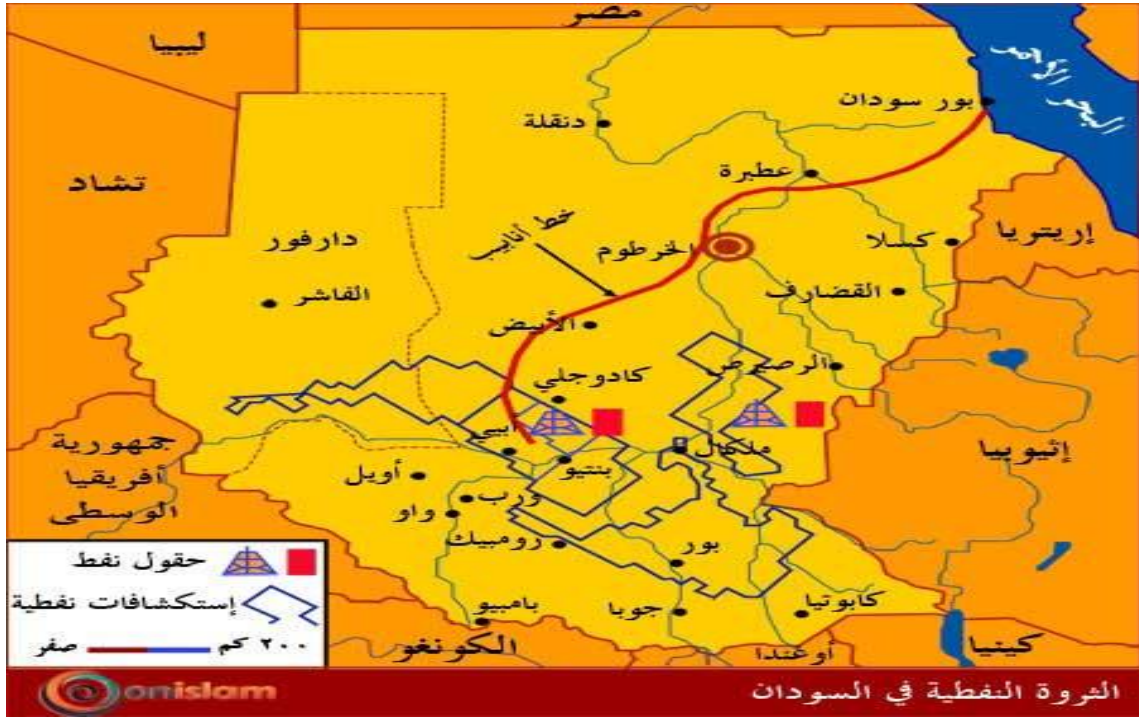 مصر
ليبيا
البحر الأحمر
بور سودان
دنقلة
عطبرة
تشاد
خط أنابيب
دارفور
الخرطوم
كسلا
إريتريا
الفاشر
القضارف
الأبيض
الرصيرص
كادوجلي
جمهورية
أفريقيا
الوسطى
أبيي
ملكال
إثيوبيا
أويل
بنتيو
ورب
واو
رومبيك
بور
حقول نفط
إستكشافات نفطية
صفر ٢٠٠ كم
بامبيو
جوبا
كابوتيا
الكونغو
أوغندا
كينيا
onislam
الثروة النفطية في السودان